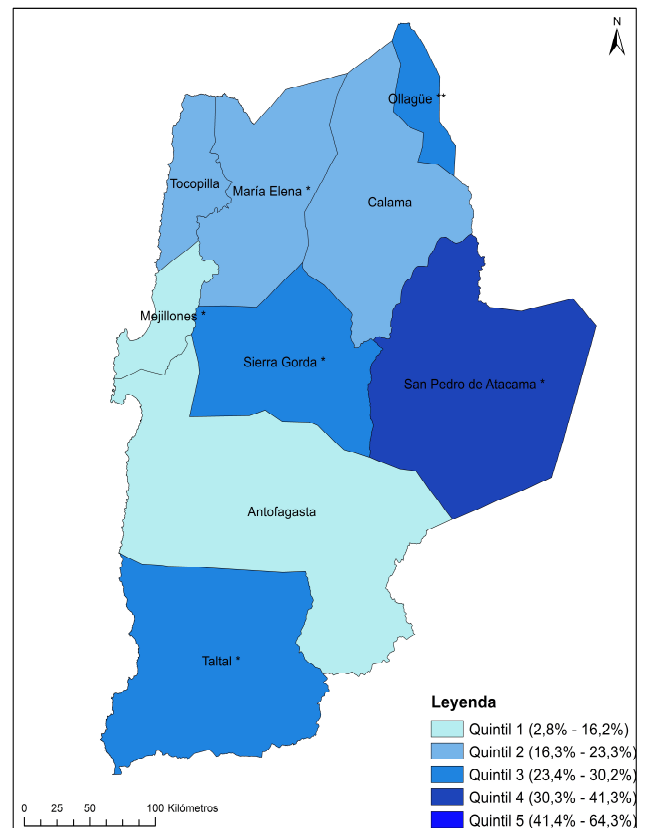 N
Ollagüe **
Tocopilla
María Elena *
Calama
Mejillones *
Sierra Gorda *
San Pedro de Atacama *
Antofagasta
Taltal *
Leyenda
Quintil 1 (2,8% - 16,2%)
Quintil 2 (16,3% - 23,3%)
Quintil 3 (23,4% - 30,2%)
Quintil 4 (30,3% - 41,3%)
Quintil 5 (41,4% - 64,3%)
0 25 50 100 Kilómetros